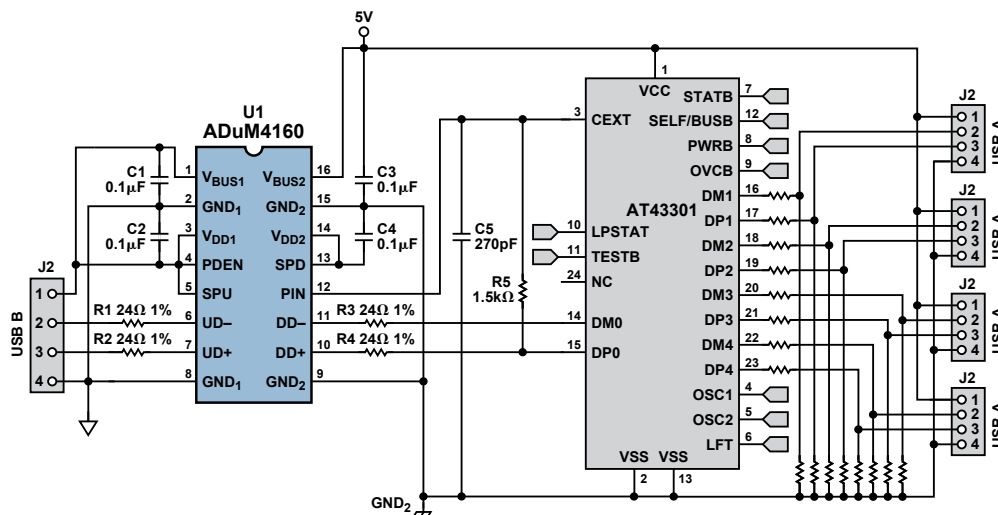 5V
U1
ADuM4160
C1
0.1µF
C2
0.1µF
C3
0.1µF
C4
0.1µF
C5
270pF
R5
1.5kΩ
1 VBUS1
2 GND1
3 VDD1
4 PDEN
5 SPU
6 UD–
7 UD+
8 GND1
VBUS2 16
GND2 15
VDD2 14
SPD 13
PIN 12
DD– 11
DD+ 10
GND2 9
J2
USB B
1
2
3
4
R1 24Ω 1%
R2 24Ω 1%
R3 24Ω 1%
R4 24Ω 1%
GND2
AT43301
1
VCC
3 CEXT
10 LPSTAT
11 TESTB
24 NC
14 DM0
15 DP0
STATB 7
SELF/BUSB 12
PWRB 8
OVCB 9
DM1 16
DP1 17
DM2 18
DP2 19
DM3 20
DP3 21
DM4 22
DP4 23
OSC1 4
OSC2 5
LFT 6
VSS VSS
2 13
J2
1
2
3
4
USB A
J2
1
2
3
4
USB A
J2
1
2
3
4
USB A
J2
1
2
3
4
USB A